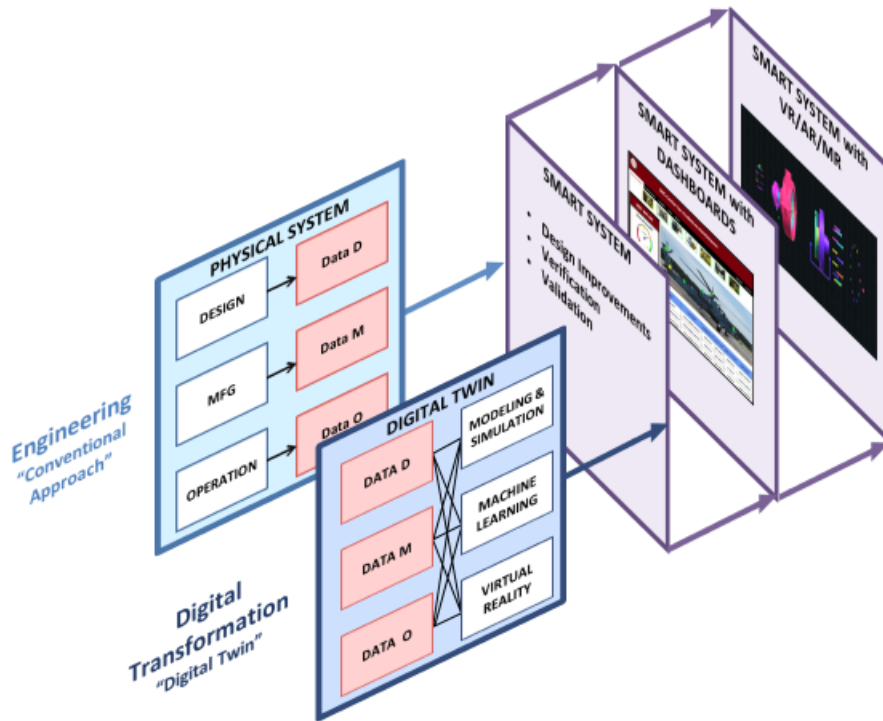 PHYSICAL SYSTEM
DESIGN
Data D
MFG
Data M
OPERATION
Data O
Engineering
“Conventional
Approach”
DIGITAL TWIN
DATA D
MODELING &
SIMULATION
DATA M
MACHINE
LEARNING
DATA O
VIRTUAL
REALITY
Digital
Transformation
“Digital Twin”
SMART SYSTEM
• Design Improvements
• Verification
• Validation
SMART SYSTEM with
DASHBOARDS
SMART SYSTEM with
VR/AR/MR